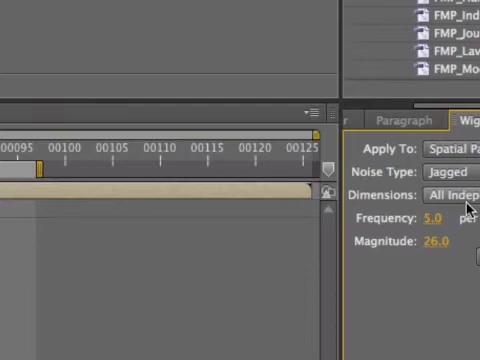 FMP_Ind
FMP_Jou
FMP_Lav
FMP_Mo
r Paragraph Wig
00095 00100 00105 00110 00115 00120 00125
Apply To: Spatial Pa
Noise Type: Jagged
Dimensions: All Indep
Frequency: 5.0 per
Magnitude: 26.0